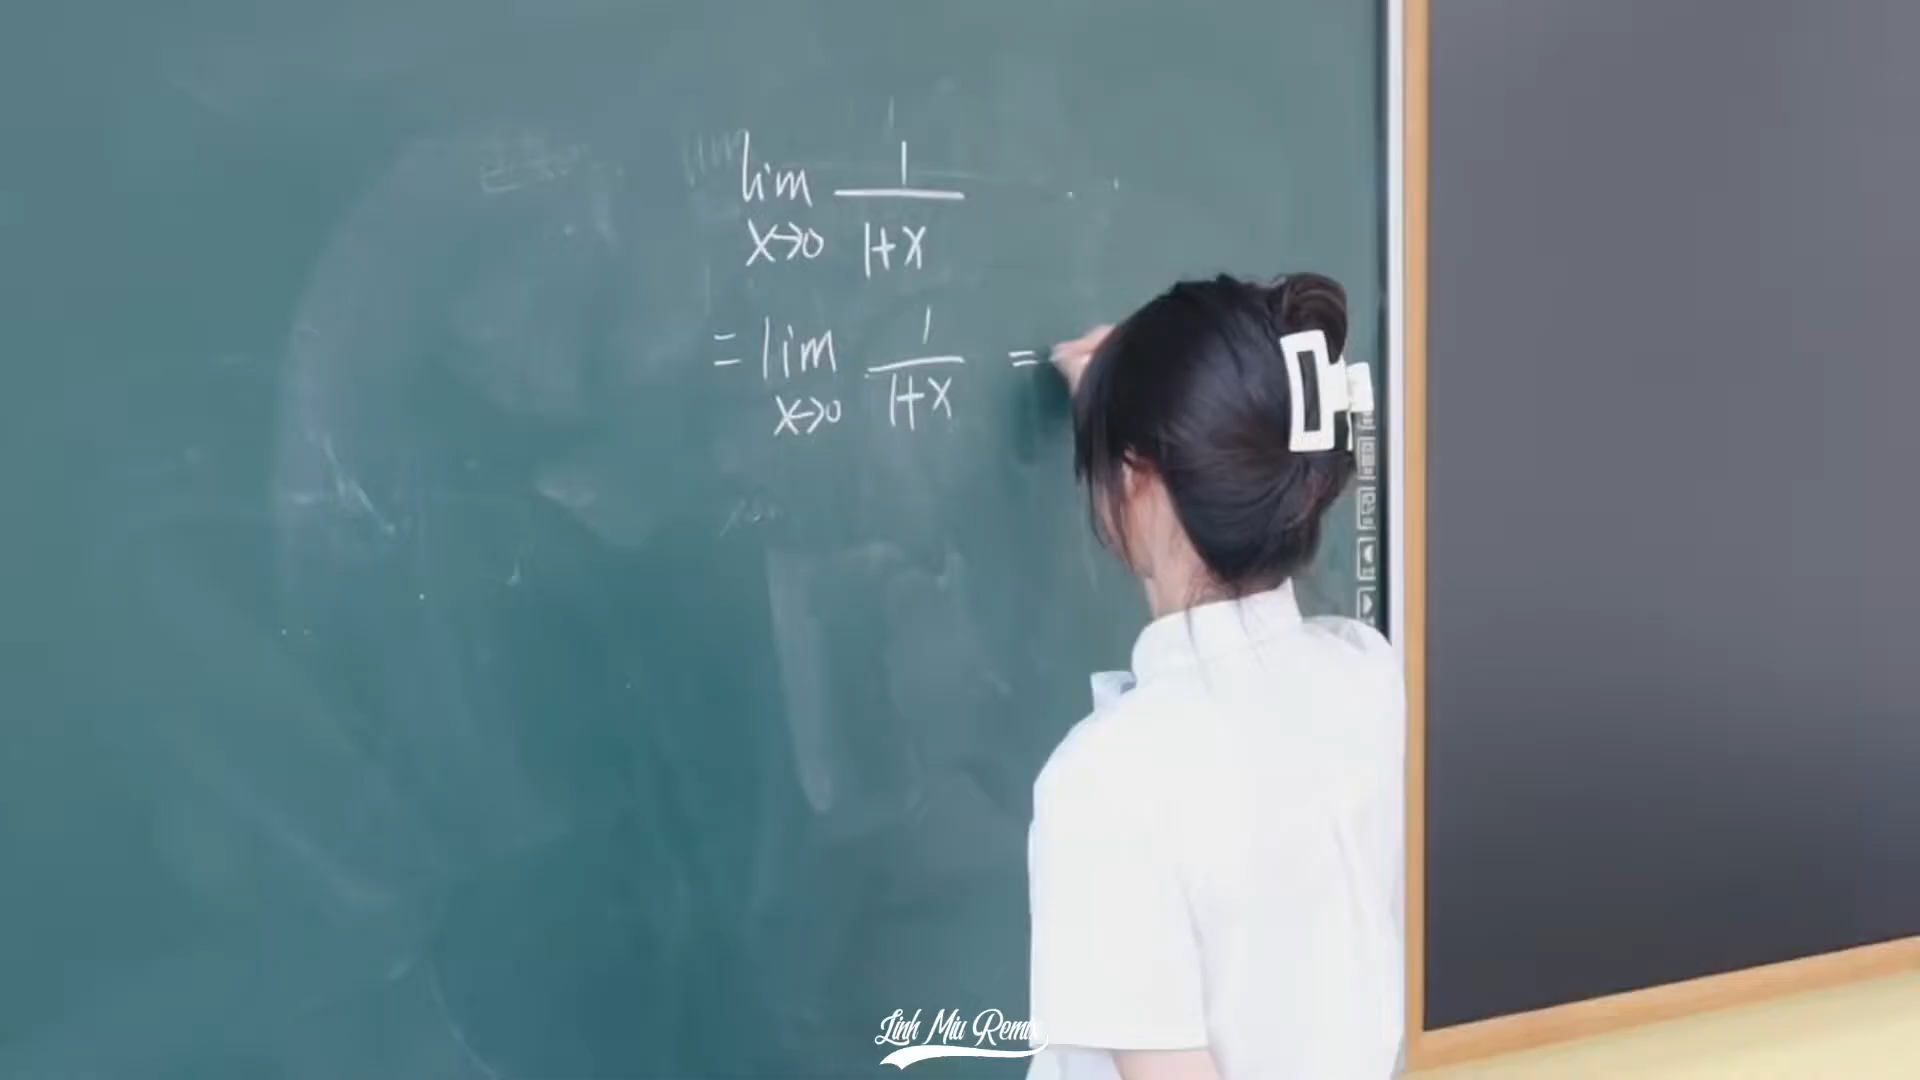 lim 1/(1+x)
x→0
= lim 1/(1+x) =
x→0
Linh Miu Remix